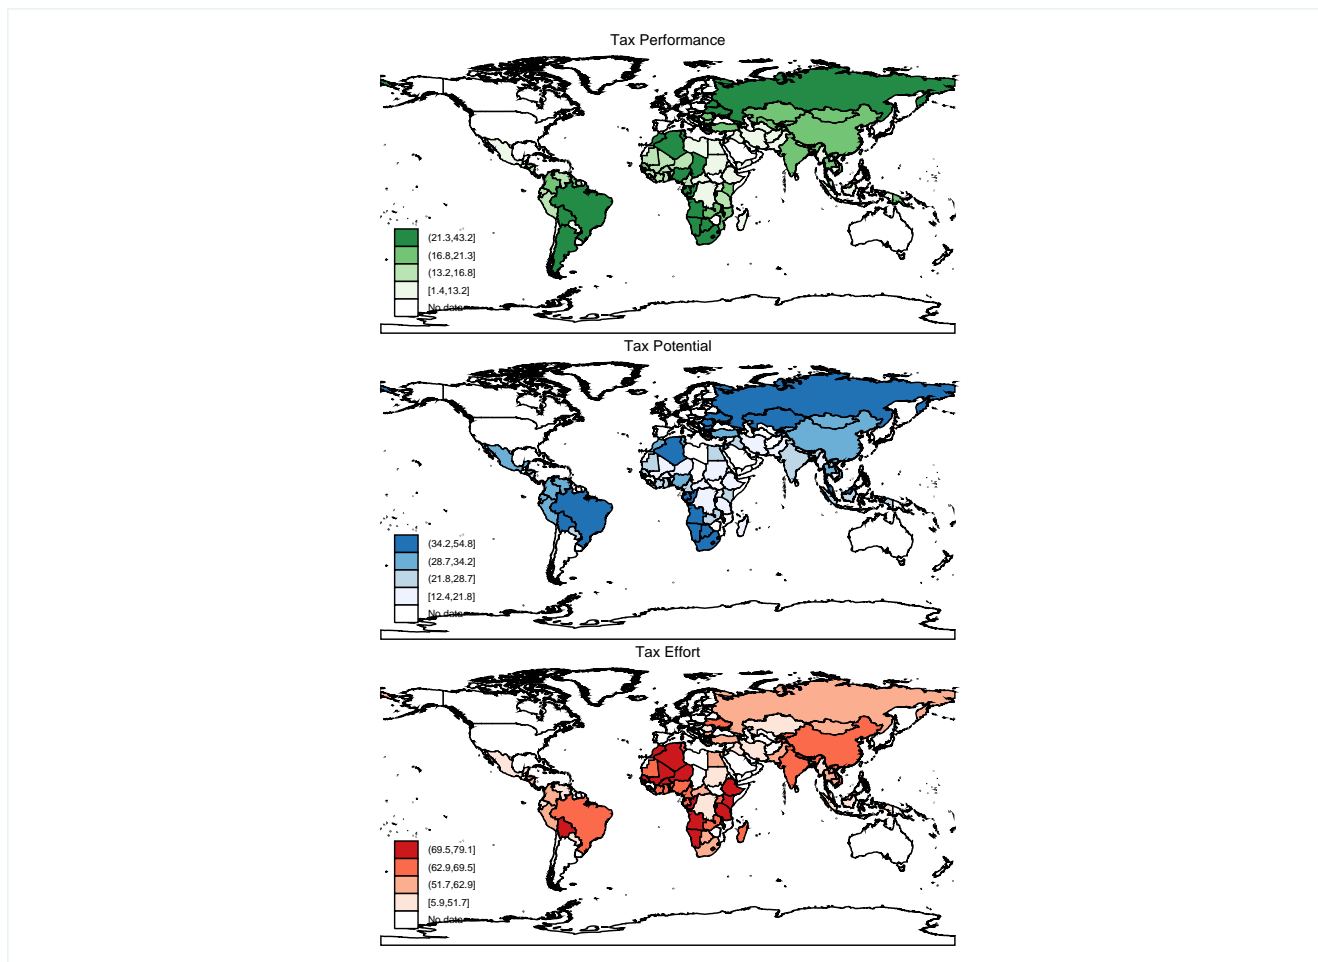 Tax Performance
(21.3,43.2]
(16.8,21.3]
(13.2,16.8]
[1.4,13.2]
No data
Tax Potential
(34.2,54.8]
(28.7,34.2]
(21.8,28.7]
[12.4,21.8]
No data
Tax Effort
(69.5,79.1]
(62.9,69.5]
(51.7,62.9]
[5.9,51.7]
No data